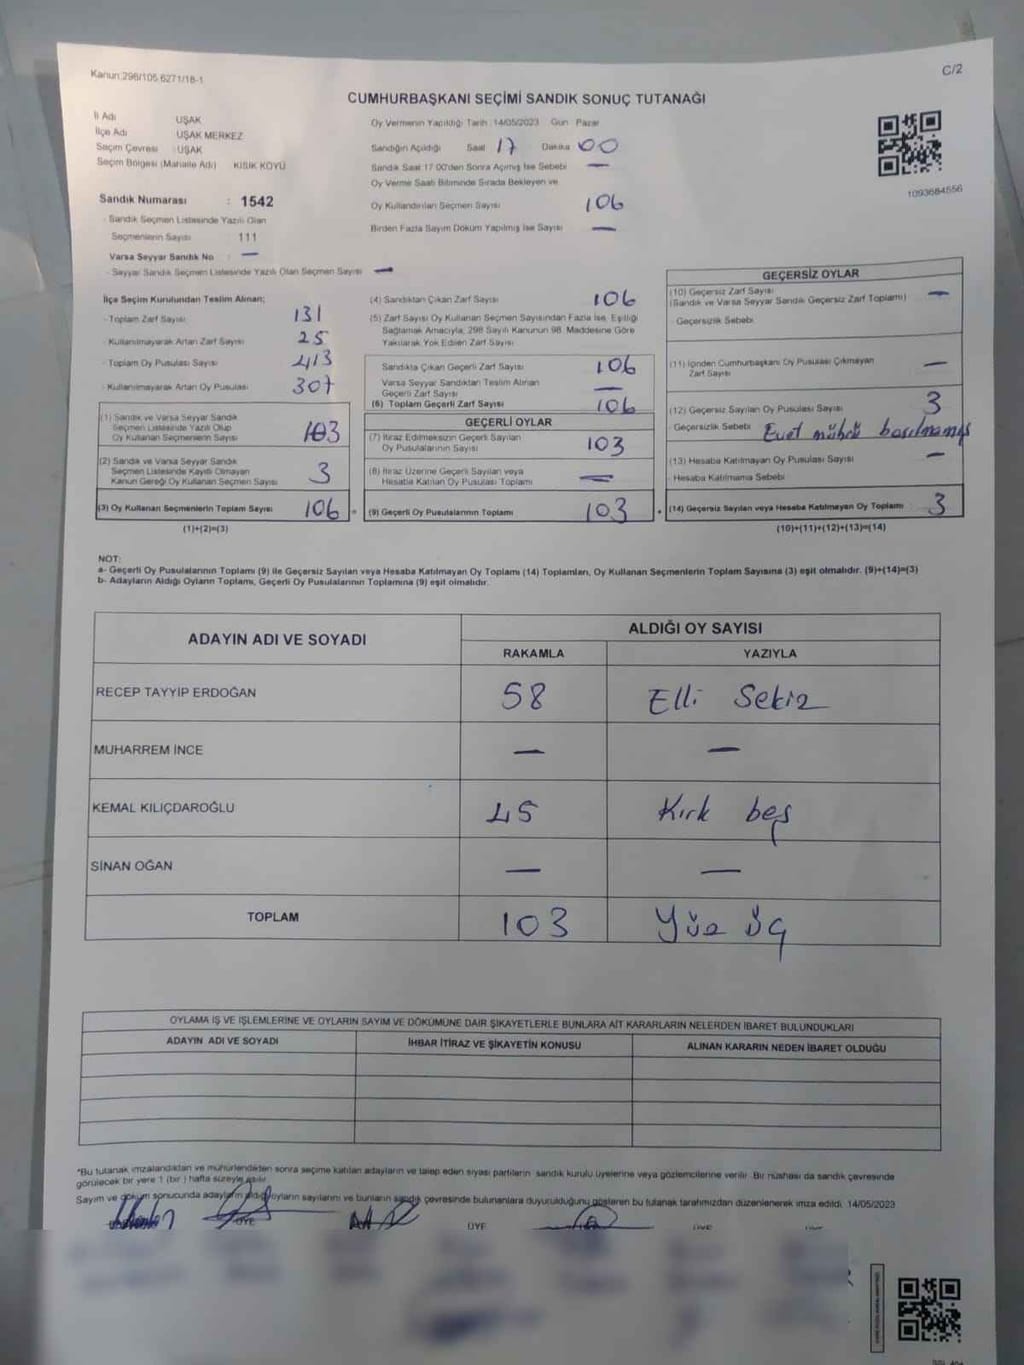 Kanun:298/105 6271/18-1
C/2
CUMHURBAŞKANI SEÇİMİ SANDIK SONUÇ TUTANAĞI
İl Adı UŞAK
İlçe Adı UŞAK MERKEZ
Seçim Çevresi : UŞAK
Seçim Bölgesi (Mahalle Adı) KISIK KÖYÜ
Sandık Numarası : 1542
- Sandık Seçmen Listesinde Yazılı Olan
Seçmenlerin Sayısı : 111
Varsa Seyyar Sandık No : —
- Seyyar Sandık Seçmen Listesinde Yazılı Olan Seçmen Sayısı —
Oy Vermenin Yapıldığı Tarih :14/05/2023 Gün Pazar
Sandığın Açıldığı Saat 17 Dakika 00
Sandık Saat 17:00'den Sonra Açılmış İse Sebebi —
Oy Verme Saati Bitiminde Sırada Bekleyen ve
Oy Kullandırılan Seçmen Sayısı 106
Birden Fazla Sayım Döküm Yapılmış İse Sayısı —
1093684556
İlçe Seçim Kurulundan Teslim Alınan;
- Toplam Zarf Sayısı 131
- Kullanılmayarak Artan Zarf Sayısı 25
- Toplam Oy Pusulası Sayısı 413
- Kullanılmayarak Artan Oy Pusulası 307
(1) Sandık ve Varsa Seyyar Sandık
Seçmen Listesinde Yazılı Olup
Oy Kullanan Seçmenlerin Sayısı 103
(2) Sandık ve Varsa Seyyar Sandık
Seçmen Listesinde Kayıtlı Olmayan
Kanun Gereği Oy Kullanan Seçmen Sayısı 3
(3) Oy Kullanan Seçmenlerin Toplam Sayısı 106
(1)+(2)=(3)
(4) Sandıktan Çıkan Zarf Sayısı 106
(5) Zarf Sayısı Oy Kullanan Seçmen Sayısından Fazla İse, Eşitliği
Sağlamak Amacıyla, 298 Sayılı Kanunun 98. Maddesine Göre
Yakılarak Yok Edilen Zarf Sayısı
Sandıkta Çıkan Geçerli Zarf Sayısı 106
Varsa Seyyar Sandıktan Teslim Alınan
Geçerli Zarf Sayısı —
(6) Toplam Geçerli Zarf Sayısı 106
GEÇERLİ OYLAR
(7) İtiraz Edilmeksizin Geçerli Sayılan
Oy Pusulalarının Sayısı 103
(8) İtiraz Üzerine Geçerli Sayılan veya
Hesaba Katılan Oy Pusulası Toplamı —
(9) Geçerli Oy Pusulalarının Toplamı 103
GEÇERSİZ OYLAR
(10) Geçersiz Zarf Sayısı
(Sandık ve Varsa Seyyar Sandık Geçersiz Zarf Toplamı) —
- Geçersizlik Sebebi
(11) İçinden Cumhurbaşkanı Oy Pusulası Çıkmayan
Zarf Sayısı —
(12) Geçersiz Sayılan Oy Pusulası Sayısı 3
Geçersizlik Sebebi Evet mührü basılmamış
(13) Hesaba Katılmayan Oy Pusulası Sayısı —
- Hesaba Katılmama Sebebi
(14) Geçersiz Sayılan veya Hesaba Katılmayan Oy Toplamı 3
(10)+(11)+(12)+(13)=(14)
NOT:
a- Geçerli Oy Pusulalarının Toplamı (9) ile Geçersiz Sayılan veya Hesaba Katılmayan Oy Toplamı (14) Toplamları, Oy Kullanan Seçmenlerin Toplam Sayısına (3) eşit olmalıdır. (9)+(14)=(3)
b- Adayların Aldığı Oyların Toplamı, Geçerli Oy Pusulalarının Toplamına (9) eşit olmalıdır.
ADAYIN ADI VE SOYADI ALDIĞI OY SAYISI
RAKAMLA YAZIYLA
RECEP TAYYİP ERDOĞAN 58 Elli Sekiz
MUHARREM İNCE — —
KEMAL KILIÇDAROĞLU 45 Kırk beş
SİNAN OĞAN — —
TOPLAM 103 Yüz üç
OYLAMA İŞ VE İŞLEMLERİNE VE OYLARIN SAYIM VE DÖKÜMÜNE DAİR ŞİKAYETLERLE BUNLARA AİT KARARLARIN NELERDEN İBARET BULUNDUKLARI
ADAYIN ADI VE SOYADI İHBAR İTİRAZ VE ŞİKAYETİN KONUSU ALINAN KARARIN NEDEN İBARET OLDUĞU
*Bu tutanak imzalandıktan ve mühürlendikten sonra seçime katılan adayların ve talep eden siyasi partilerin sandık kurulu üyelerine veya gözlemcilerine verilir. Bir nüshası da sandık çevresinde
görülecek bir yere 1 (bir) hafta süreyle asılır.
Sayım ve döküm sonucunda adayların aldığı oyların sayılarını ve bunların sandık çevresinde bulunanlara duyurulduğunu gösteren bu tutanak tarafımızdan düzenlenerek imza edildi. 14/05/2023
ÜYE ÜYE ÜYE